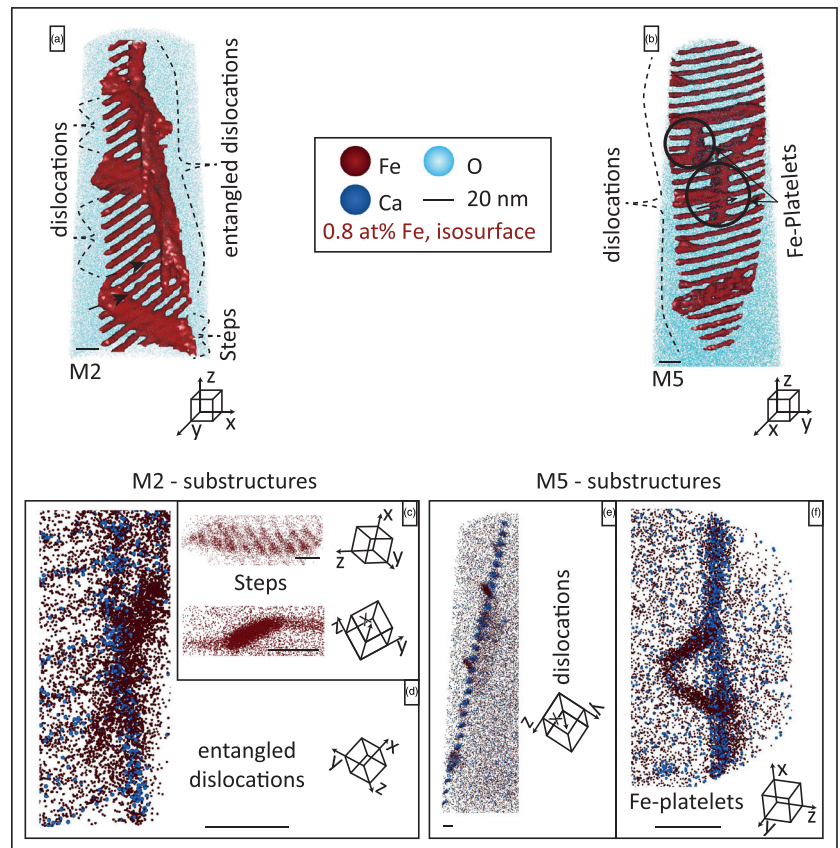 (a)
dislocations
entangled dislocations
Steps
M2
z
y
x
Fe
O
Ca
20 nm
0.8 at% Fe, isosurface
(b)
dislocations
Fe-Platelets
M5
z
x
y
M2 - substructures
M5 - substructures
(c)
x
z
y
Steps
z
x
y
(d)
y
x
z
entangled
dislocations
(e)
dislocations
z
x
y
(f)
Fe-platelets
x
y
z